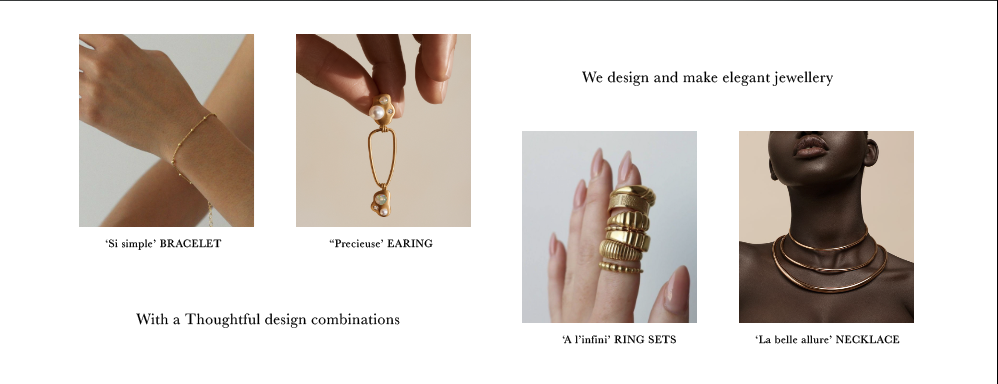 We design and make elegant jewellery
‘Si simple’ BRACELET
“Precieuse’ EARING
With a Thoughtful design combinations
‘A l’infini’ RING SETS
‘La belle allure’ NECKLACE